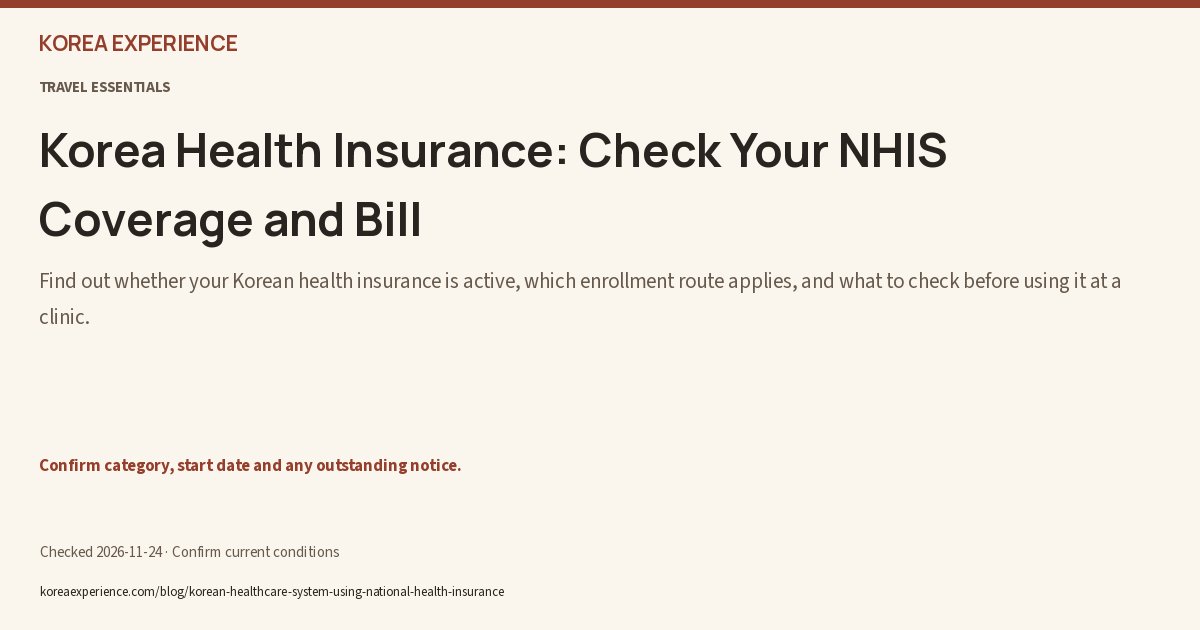 KOREA EXPERIENCE
TRAVEL ESSENTIALS
Korea Health Insurance: Check Your NHIS
Coverage and Bill
Find out whether your Korean health insurance is active, which enrollment route applies, and what to check before using it at a
clinic.
Confirm category, start date and any outstanding notice.
Checked 2026-11-24 · Confirm current conditions
koreaexperience.com/blog/korean-healthcare-system-using-national-health-insurance